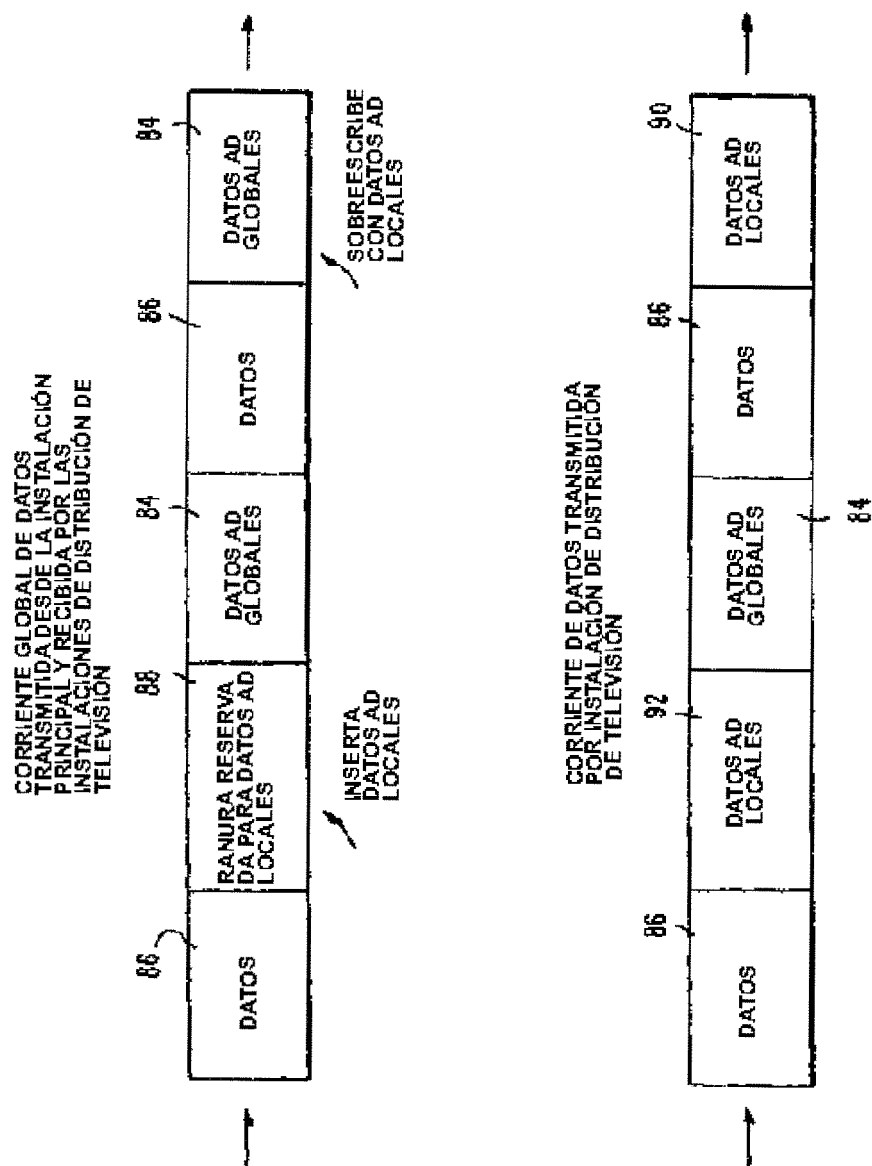 CORRIENTE GLOBAL DE DATOS
TRANSMITIDA DESDE LA INSTALACIÓN
PRINCIPAL Y RECIBIDA POR LAS
INSTALACIONES DE DISTRIBUCIÓN DE
TELEVISIÓN
86
88
84
86
84
DATOS
RANURA RESERVA
DA PARA DATOS AD
LOCALES
DATOS AD
GLOBALES
DATOS
DATOS AD
GLOBALES
INSERTA
DATOS AD
LOCALES
SOBREESCRIBE
CON DATOS AD
LOCALES
CORRIENTE DE DATOS TRANSMITIDA
POR INSTALACIÓN DE DISTRIBUCIÓN
DE TELEVISIÓN
86
92
86
90
DATOS
DATOS AD
LOCALES
DATOS AD
GLOBALES
DATOS
DATOS AD
LOCALES
84